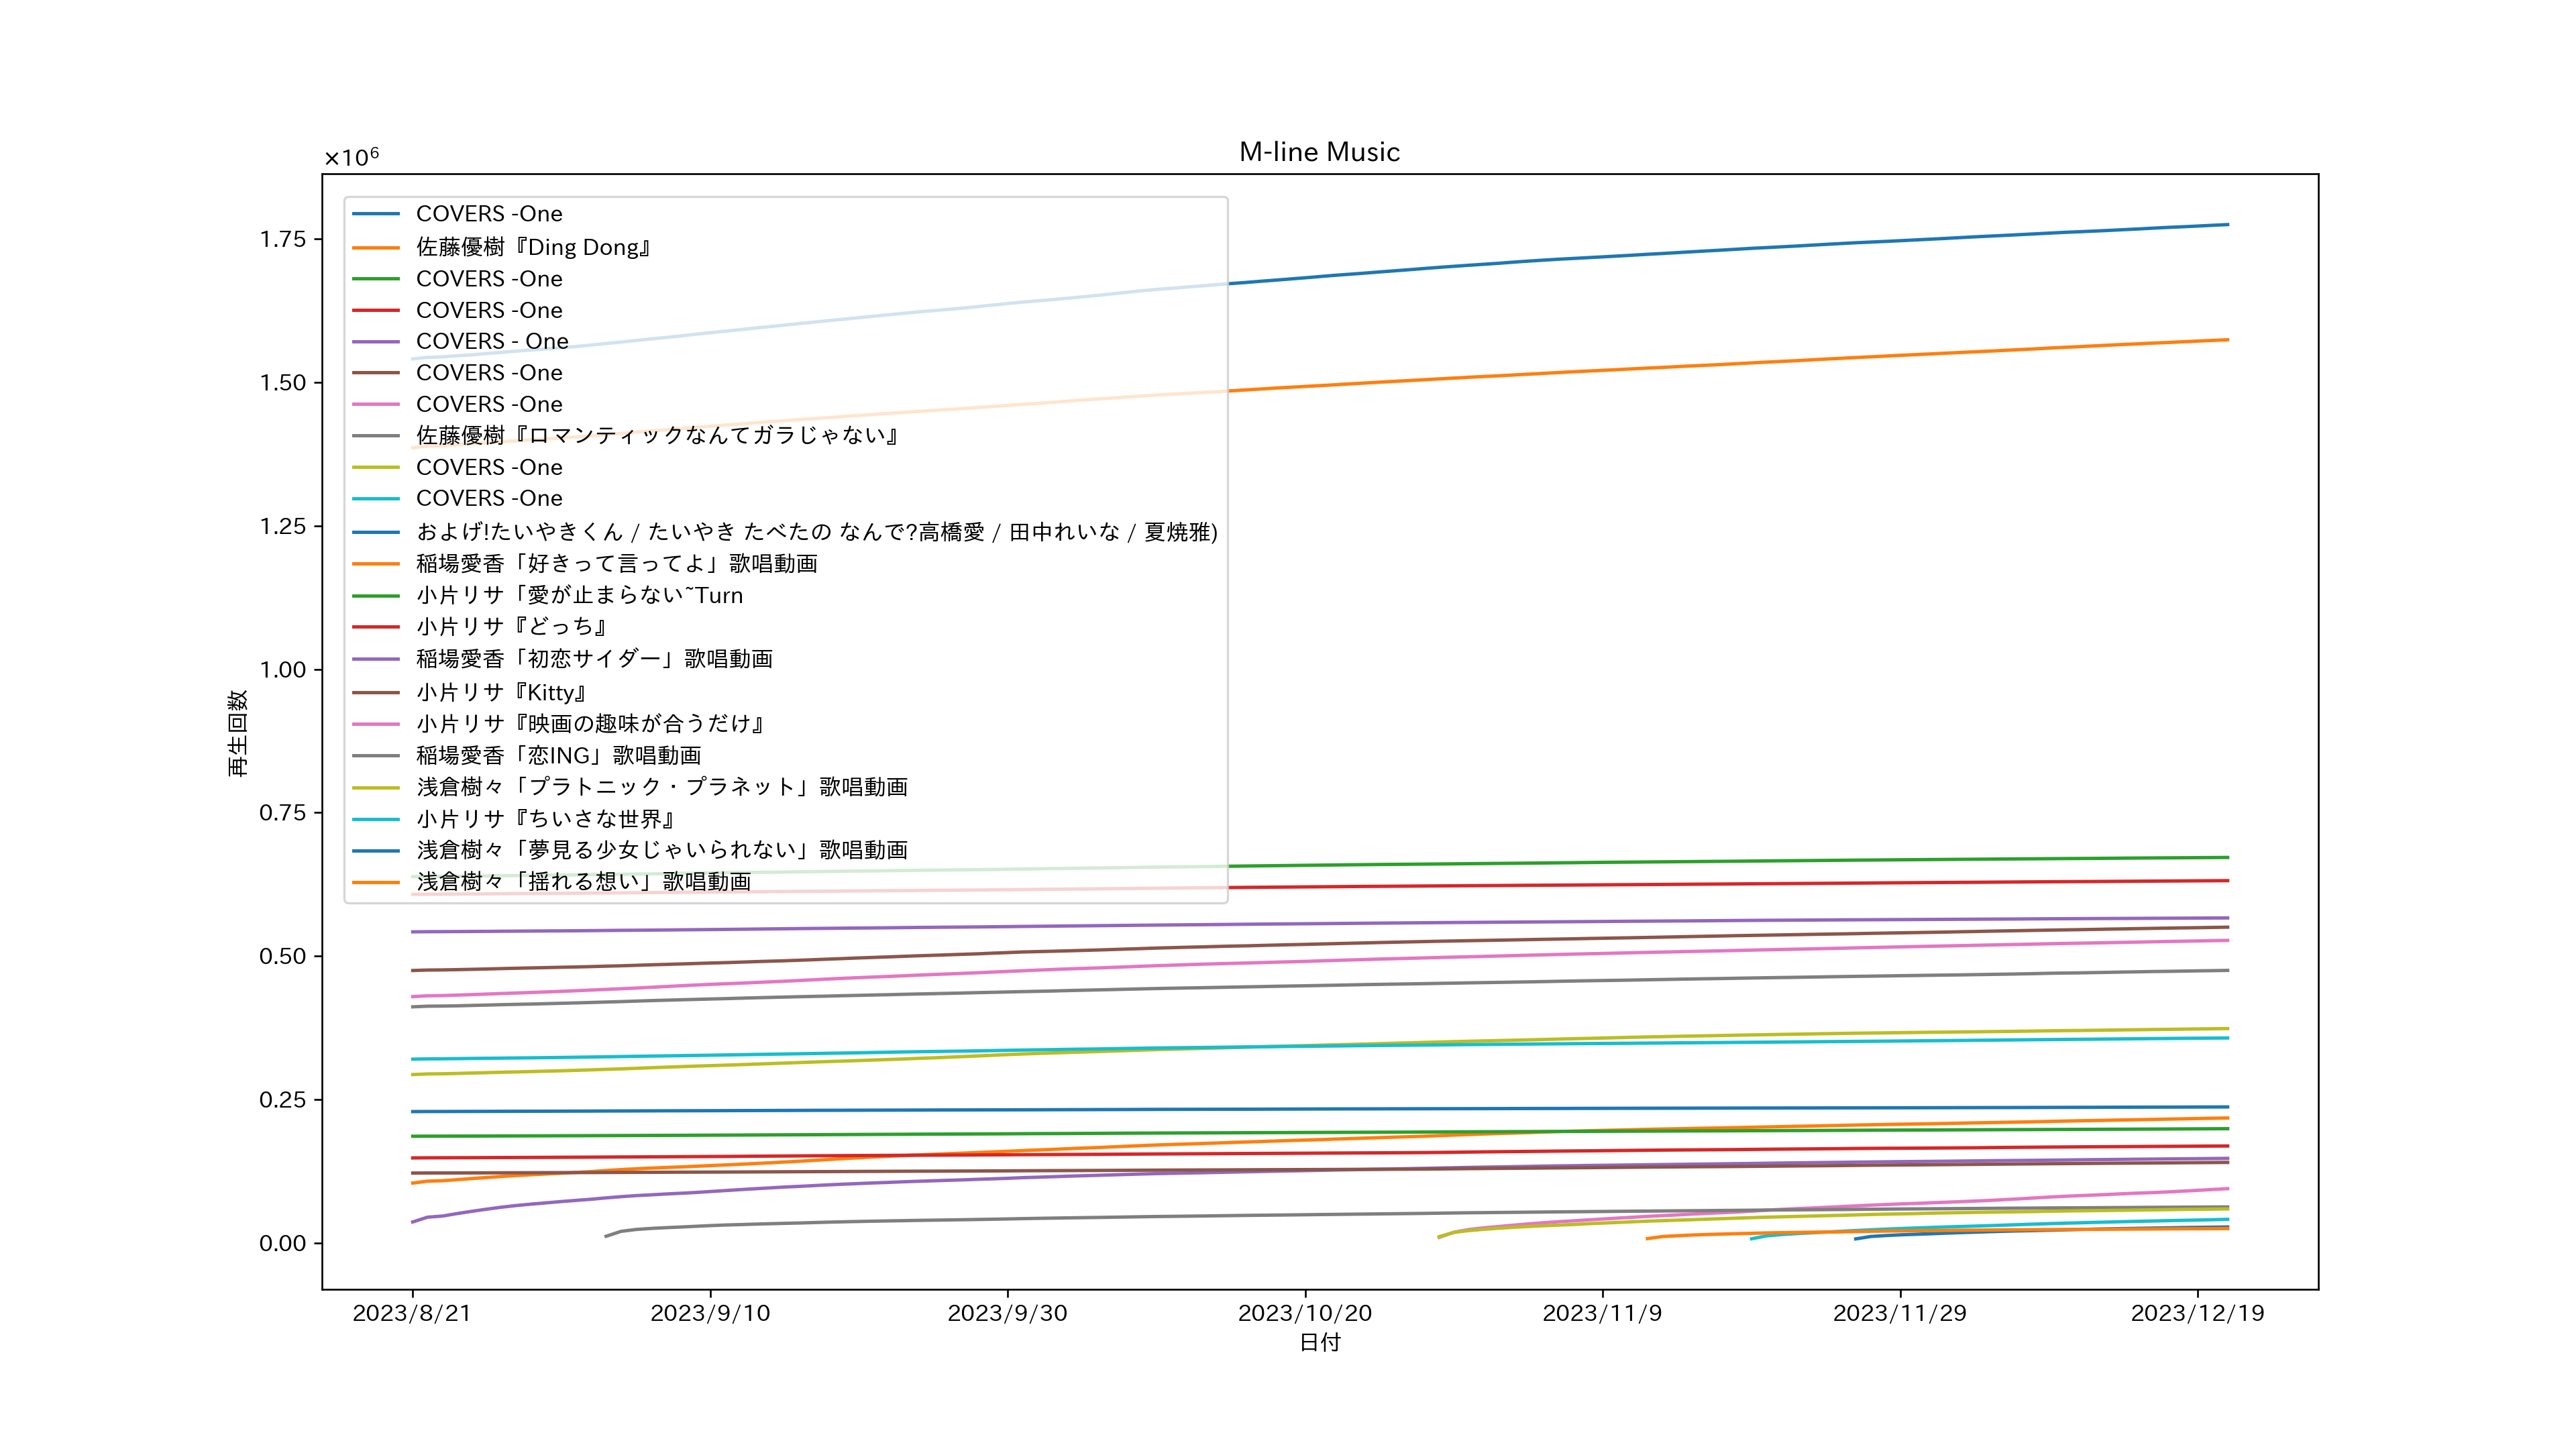 M-line Music
×10⁶
1.75
1.50
1.25
1.00
0.75
0.50
0.25
0.00
再生回数
COVERS -One
佐藤優樹『Ding Dong』
COVERS -One
COVERS -One
COVERS - One
COVERS -One
COVERS -One
佐藤優樹『ロマンティックなんてガラじゃない』
COVERS -One
COVERS -One
およげ!たいやきくん / たいやき たべたの なんで?高橋愛 / 田中れいな / 夏焼雅)
稲場愛香「好きって言ってよ」歌唱動画
小片リサ「愛が止まらない~Turn
小片リサ『どっち』
稲場愛香「初恋サイダー」歌唱動画
小片リサ『Kitty』
小片リサ『映画の趣味が合うだけ』
稲場愛香「恋ING」歌唱動画
浅倉樹々「プラトニック・プラネット」歌唱動画
小片リサ『ちいさな世界』
浅倉樹々「夢見る少女じゃいられない」歌唱動画
浅倉樹々「揺れる想い」歌唱動画
2023/8/21
2023/9/10
2023/9/30
2023/10/20
2023/11/9
2023/11/29
2023/12/19
日付